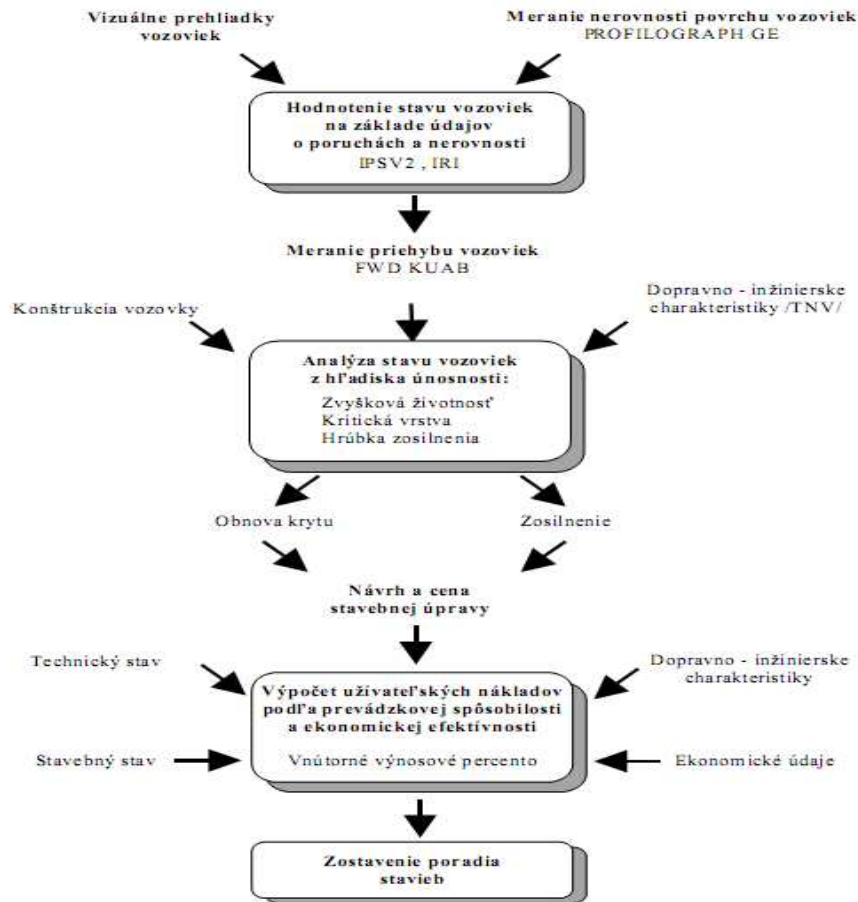 Vizuálne prehliadky
vozoviek
Meranie nerovnosti povrchu vozoviek
PROFILOGRAPH GE
Hodnotenie stavu vozoviek
na základe údajov
o poruchách a nerovnosti
IPSV2 , IRI
Meranie priehybu vozoviek
FWD KUAB
Konštrukcia vozovky
Dopravno - inžinierske
charakteristiky /TNV/
Analýza stavu vozoviek
z hľadiska únosnosti:
Zvyšková životnosť
Kritická vrstva
Hrúbka zosilnenia
Obnova krytu
Zosilnenie
Návrh a cena
stavebnej úpravy
Technický stav
Dopravno - inžinierske
charakteristiky
Výpočet užívateľských nákladov
podľa prevádzkovej spôsobilosti
a ekonomickej efektívnosti
Vnútorné výnosové percento
Stavebný stav
Ekonomické údaje
Zostavenie poradia
stavieb